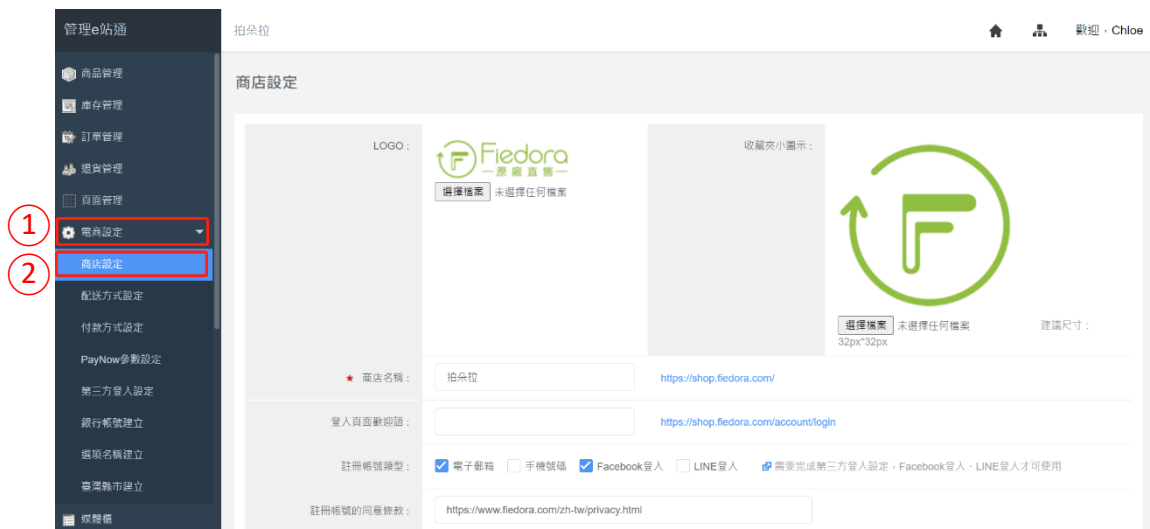 管理e站通
拍朵拉
歡迎，Chloe
商品管理
庫存管理
訂單管理
退貨管理
頁面管理
① 電商設定
② 商店設定
配送方式設定
付款方式設定
PayNow參數設定
第三方登入設定
銀行帳號建立
選項名稱建立
臺灣縣市建立
媒體櫃
商店設定
LOGO：
Fiedora
原廠直售
選擇檔案 未選擇任何檔案
收藏夾小圖示：
F
選擇檔案 未選擇任何檔案 建議尺寸：
32px*32px
★ 商店名稱： 拍朵拉 https://shop.fiedora.com/
登入頁面歡迎語： https://shop.fiedora.com/account/login
註冊帳號類型： 電子郵箱 手機號碼 Facebook登入 LINE登入 需要完成第三方登入設定，Facebook登入、LINE登入才可使用
註冊帳號的同意條款： https://www.fiedora.com/zh-tw/privacy.html